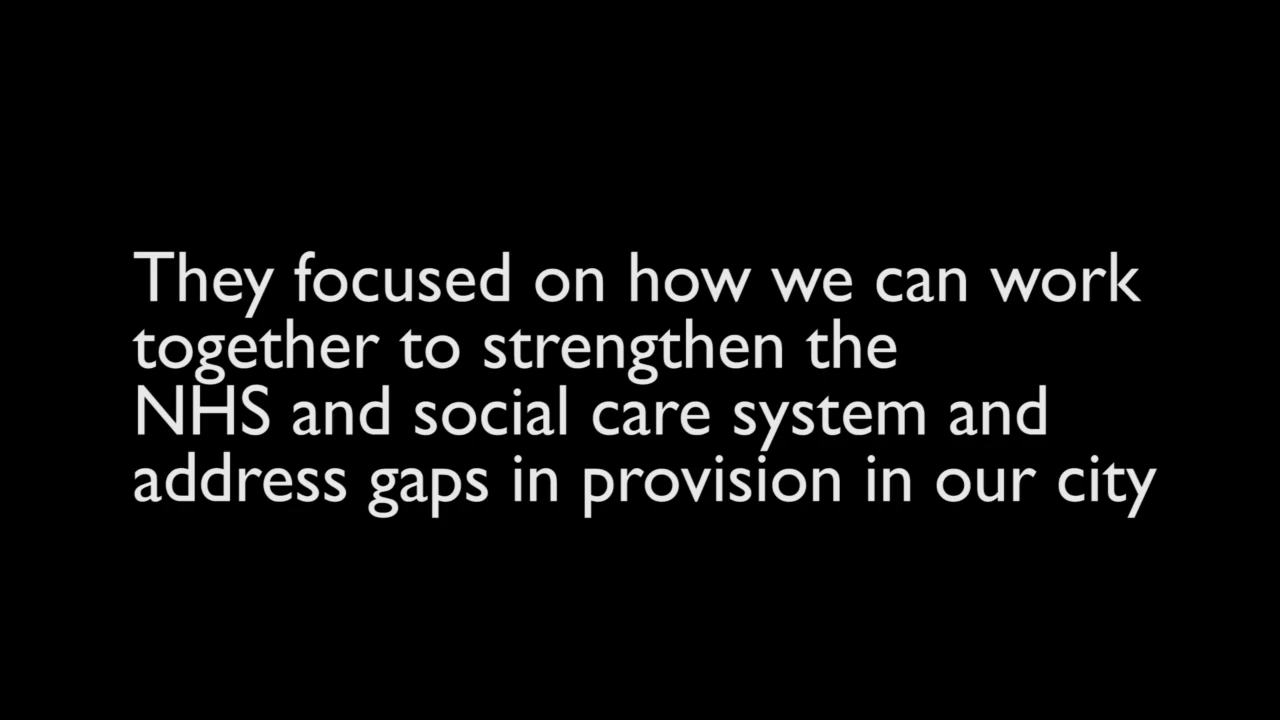 They focused on how we can work
together to strengthen the
NHS and social care system and
address gaps in provision in our city